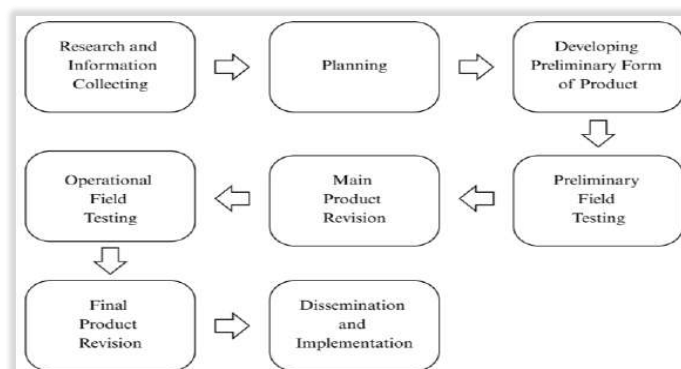 Research and
Information
Collecting
Planning
Developing
Preliminary Form
of Product
Preliminary
Field
Testing
Main
Product
Revision
Operational
Field
Testing
Final
Product
Revision
Dissemination
and
Implementation